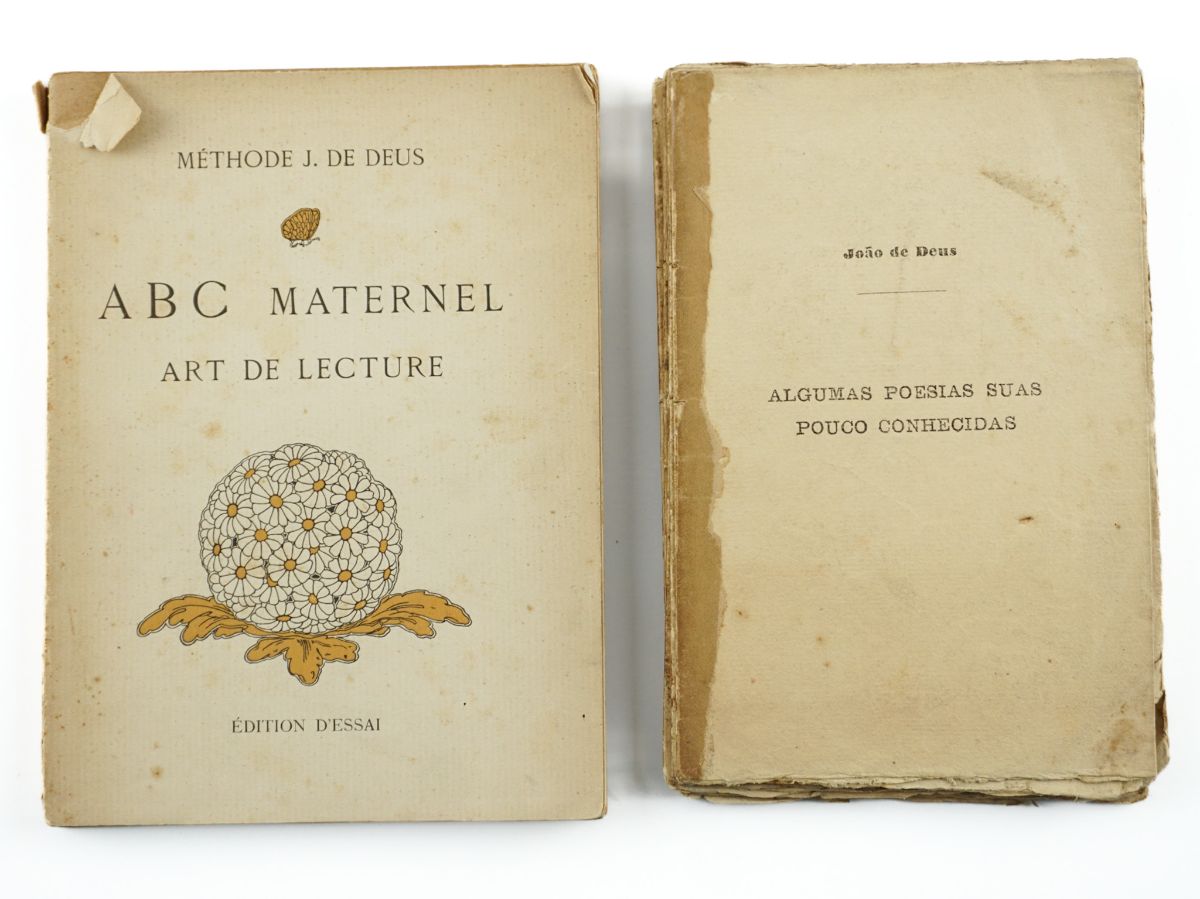 MÉTHODE J. DE DEUS
ABC MATERNEL
ART DE LECTURE
ÉDITION D'ESSAI
João de Deus
ALGUMAS POESIAS SUAS
POUCO CONHECIDAS